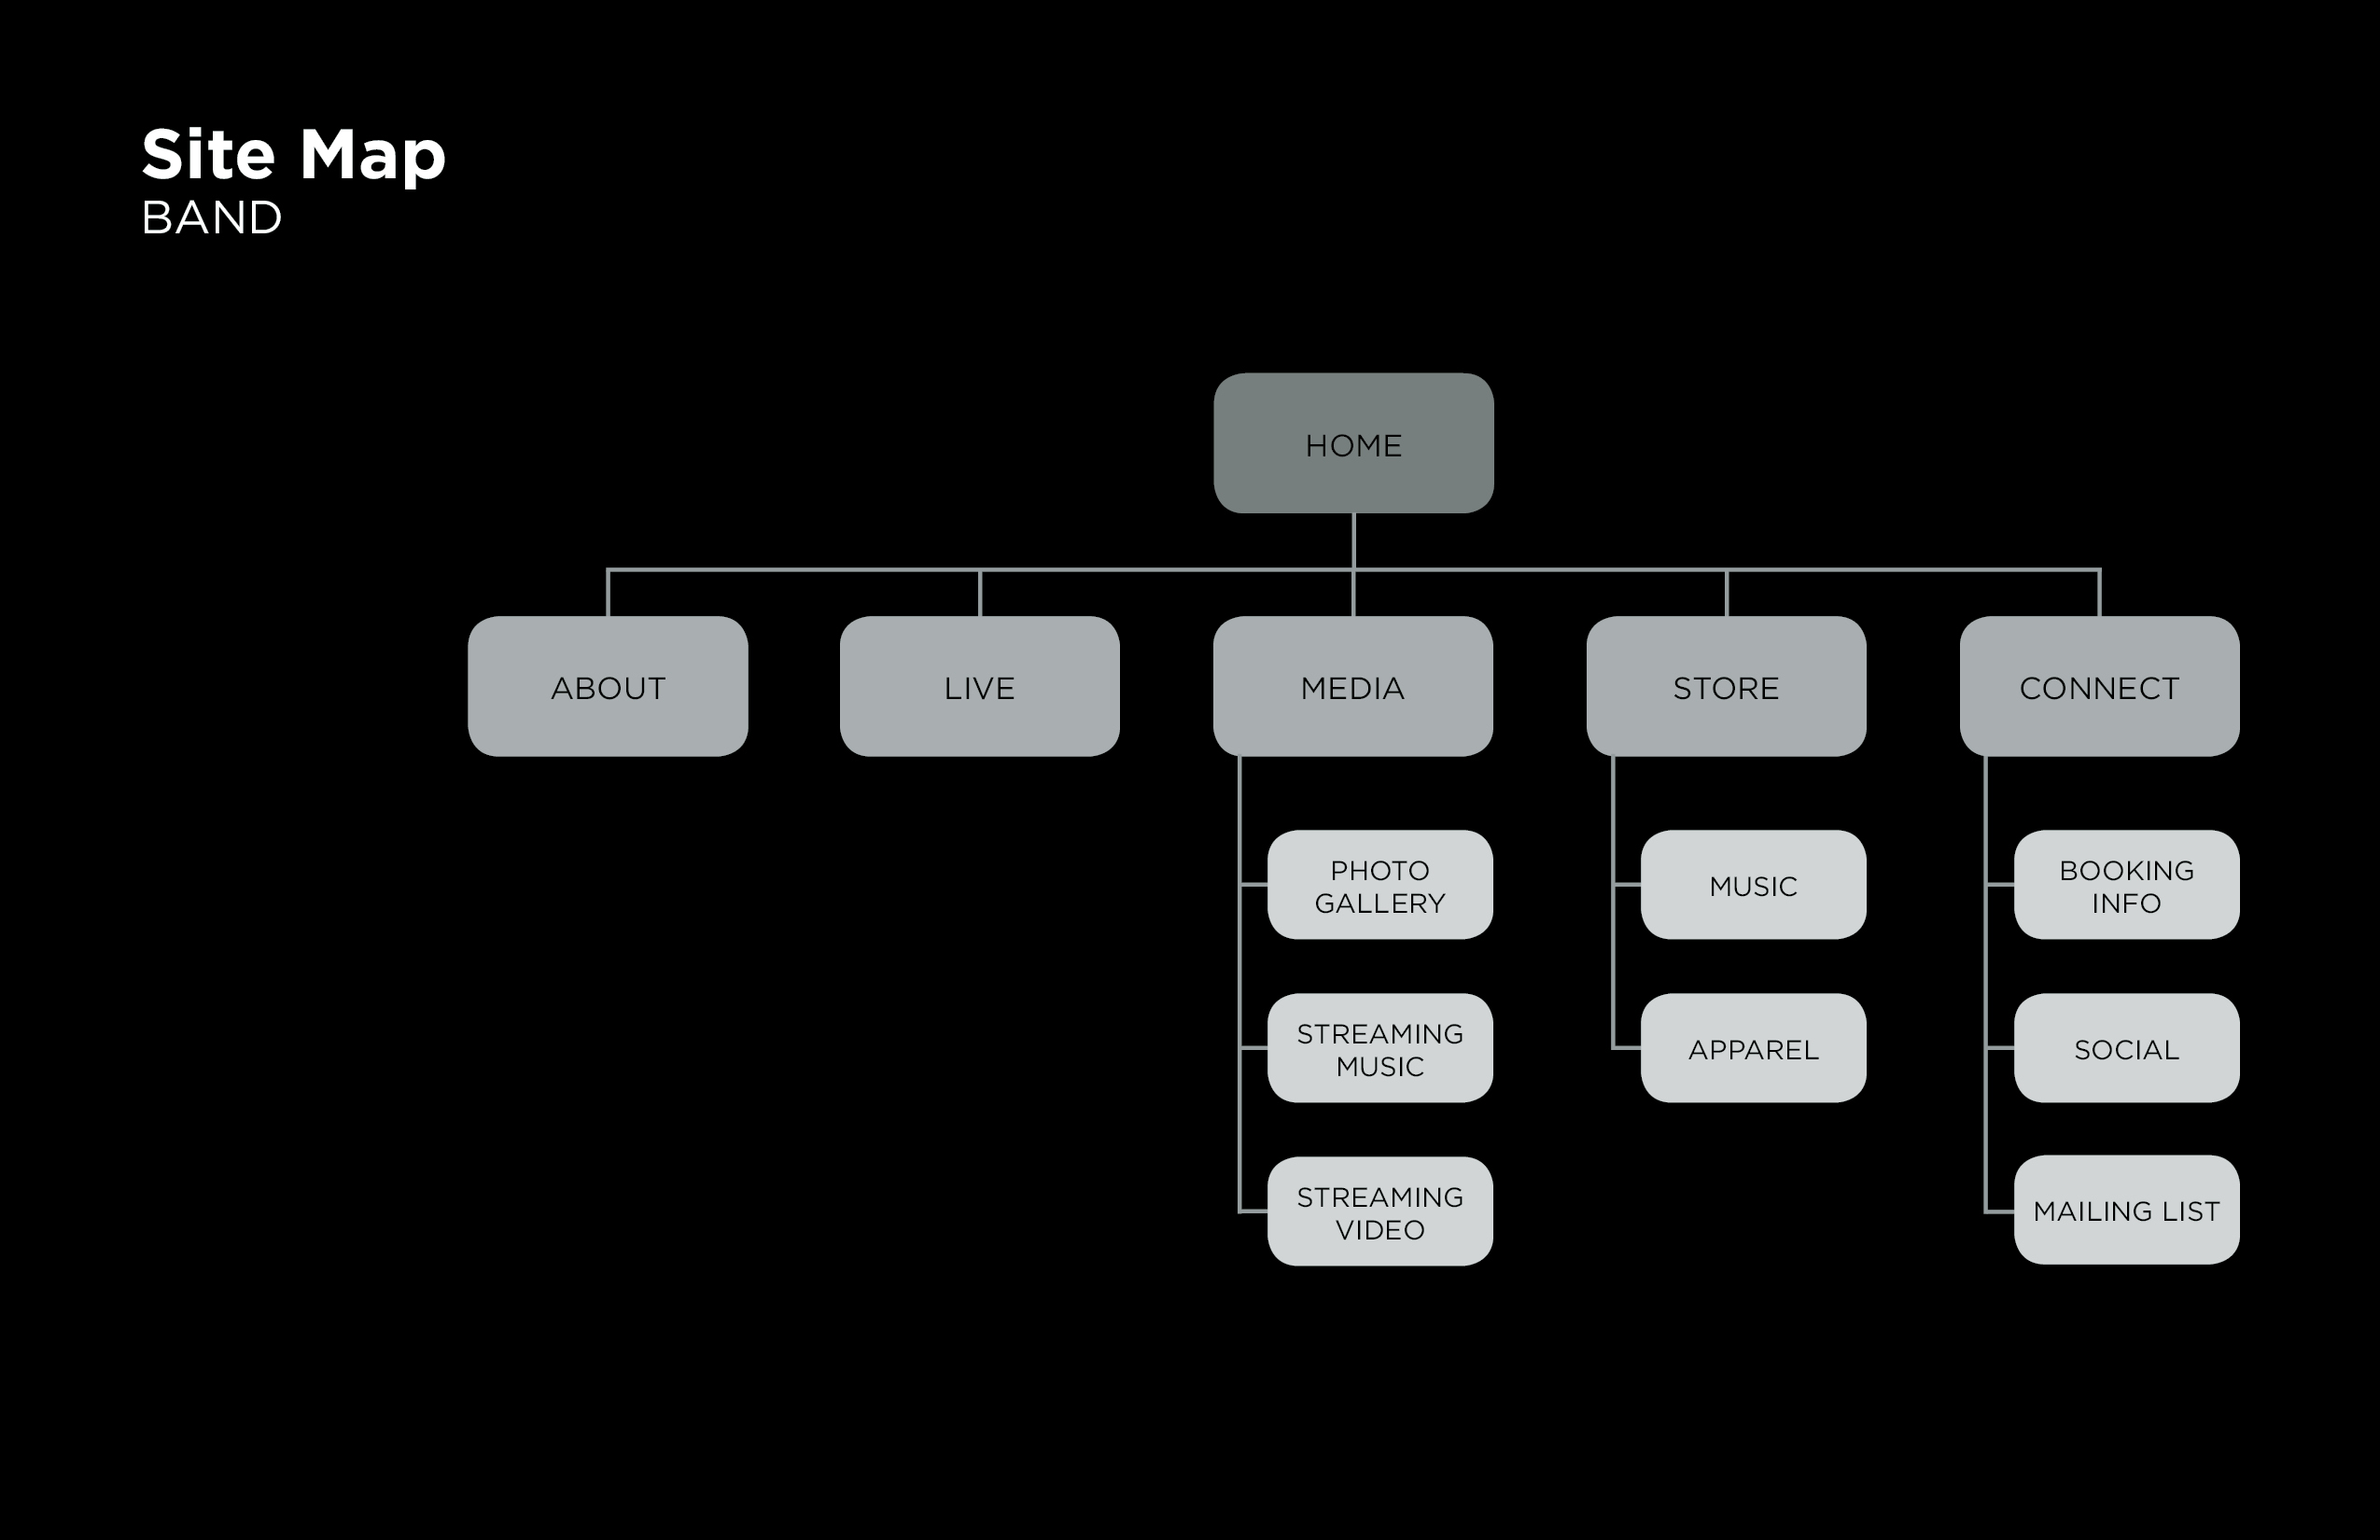 Site Map
BAND
HOME
ABOUT
LIVE
MEDIA
STORE
CONNECT
PHOTO
GALLERY
STREAMING
MUSIC
STREAMING
VIDEO
MUSIC
APPAREL
BOOKING
INFO
SOCIAL
MAILING LIST